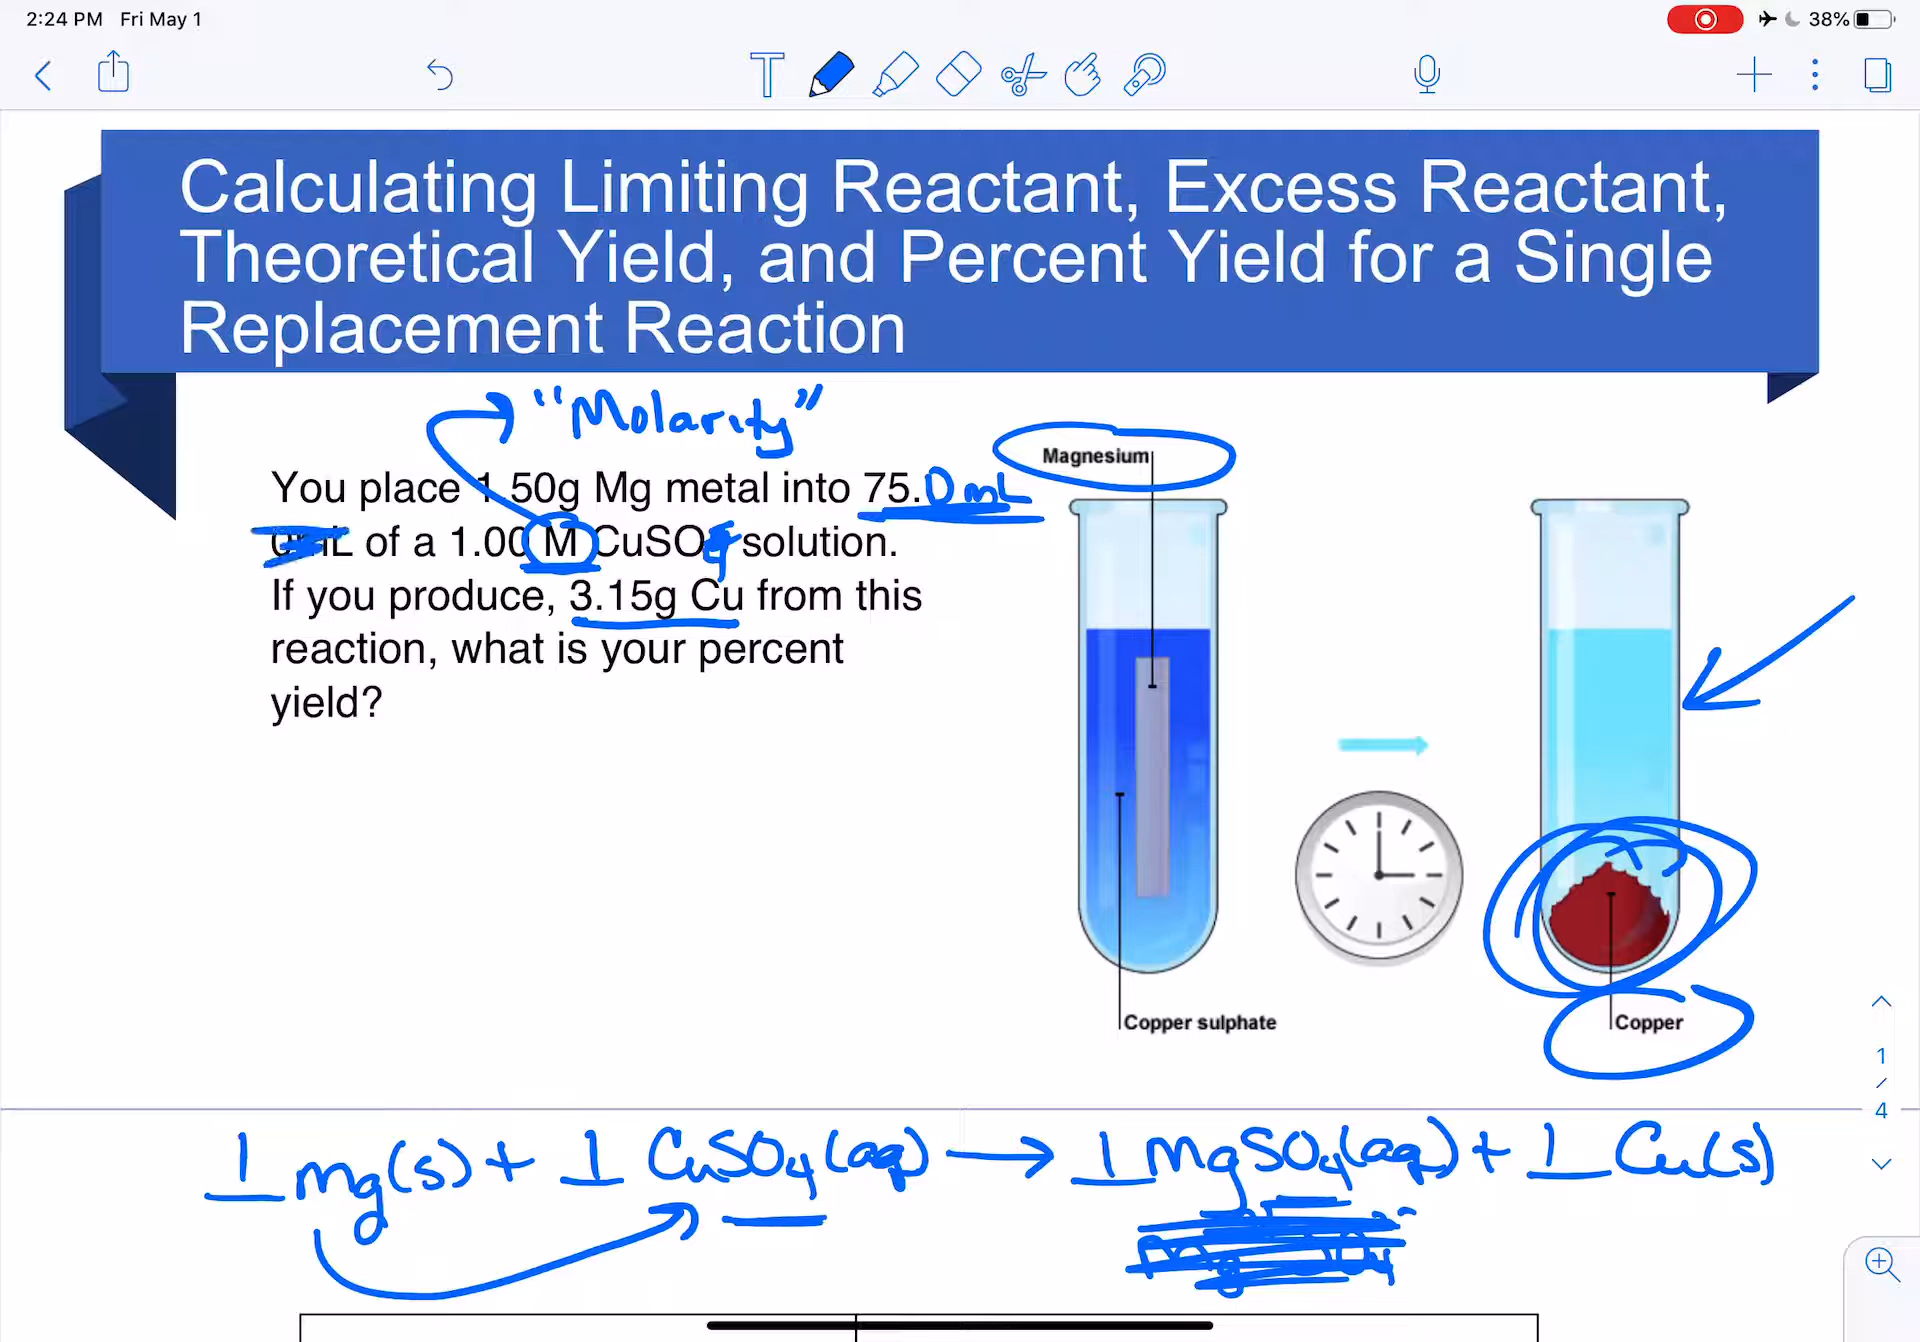 2:24 PM Fri May 1
38%
Calculating Limiting Reactant, Excess Reactant,
Theoretical Yield, and Percent Yield for a Single
Replacement Reaction
"Molarity"
You place 1.50g Mg metal into 75.0 mL
of a 1.00 M CuSO4 solution.
If you produce, 3.15g Cu from this
reaction, what is your percent
yield?
Magnesium
Copper sulphate
Copper
1
/
4
1 Mg(s) + 1 CuSO4(aq) → 1 MgSO4(aq) + 1 Cu(s)